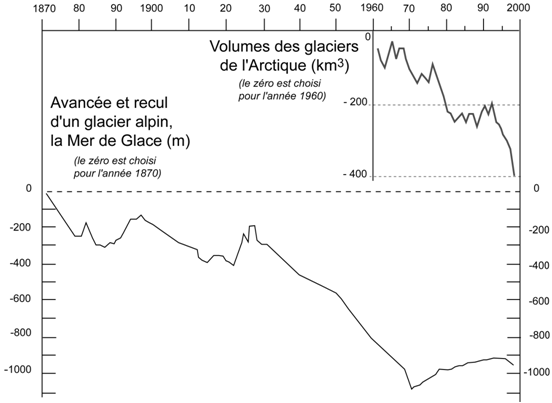 1870 80 90 1900 10 20 30 40 50 1960 70 80 90 2000
Volumes des glaciers
de l'Arctique (km3)
(le zéro est choisi
pour l'année 1960)
0
- 200
- 400
Avancée et recul
d'un glacier alpin,
la Mer de Glace (m)
(le zéro est choisi
pour l'année 1870)
0 0
-200 -200
-400 -400
-600 -600
-800 -800
-1000 -1000